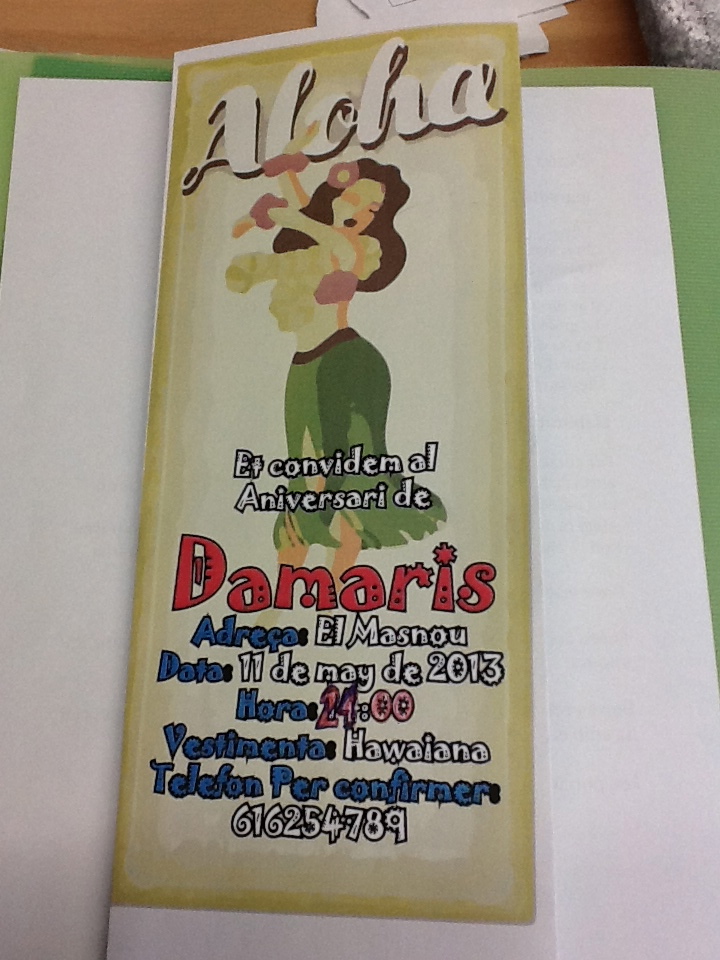 Aloha
Et convidem al
Aniversari de
Damaris
Adreça: El Masnou
Data: 11 de may de 2013
Hora: 21:00
Vestimenta: Hawaiana
Telefon Per confirmer:
616254789